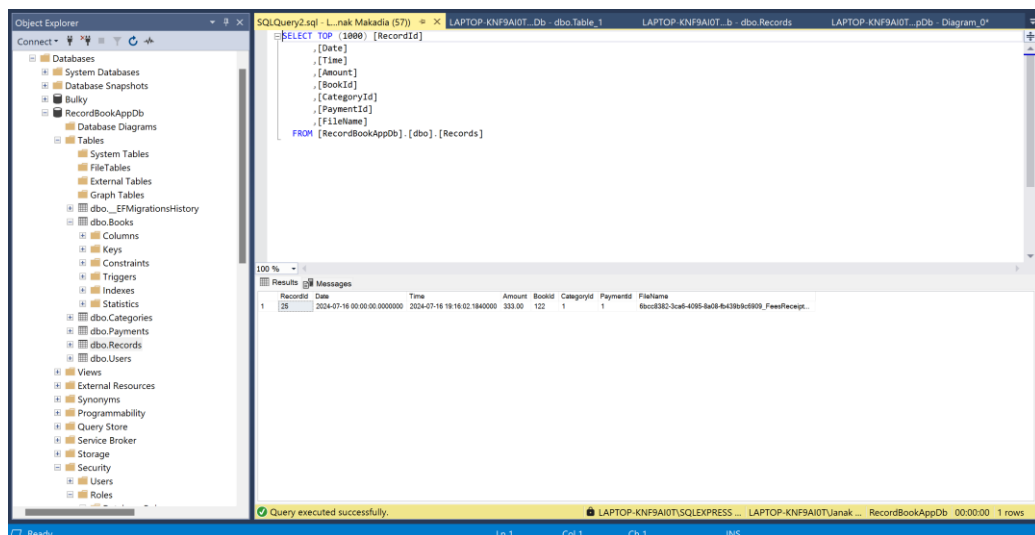 Object Explorer
Connect
Databases
System Databases
Database Snapshots
Bulky
RecordBookAppDb
Database Diagrams
Tables
System Tables
FileTables
External Tables
Graph Tables
dbo.__EFMigrationsHistory
dbo.Books
Columns
Keys
Constraints
Triggers
Indexes
Statistics
dbo.Categories
dbo.Payments
dbo.Records
dbo.Users
Views
External Resources
Synonyms
Programmability
Query Store
Service Broker
Storage
Security
Users
Roles
SQLQuery2.sql - L...nak Makadia (57)) LAPTOP-KNF9AI0T...Db - dbo.Table_1 LAPTOP-KNF9AI0T...b - dbo.Records LAPTOP-KNF9AI0T...pDb - Diagram_0*
SELECT TOP (1000) [RecordId]
,[Date]
,[Time]
,[Amount]
,[BookId]
,[CategoryId]
,[PaymentId]
,[FileName]
FROM [RecordBookAppDb].[dbo].[Records]
100 %
Results Messages
RecordId Date Time Amount BookId CategoryId PaymentId FileName
1 25 2024-07-16 00:00:00.0000000 2024-07-16 19:16:02.1840000 333.00 122 1 1 6bcc8382-3ca6-4095-8a08-fb439b9c6909_FeesReceipt...
Query executed successfully. LAPTOP-KNF9AI0T\SQLEXPRESS ... LAPTOP-KNF9AI0T\Janak ... RecordBookAppDb 00:00:00 1 rows
Ready Ln 1 Col 1 Ch 1 INS